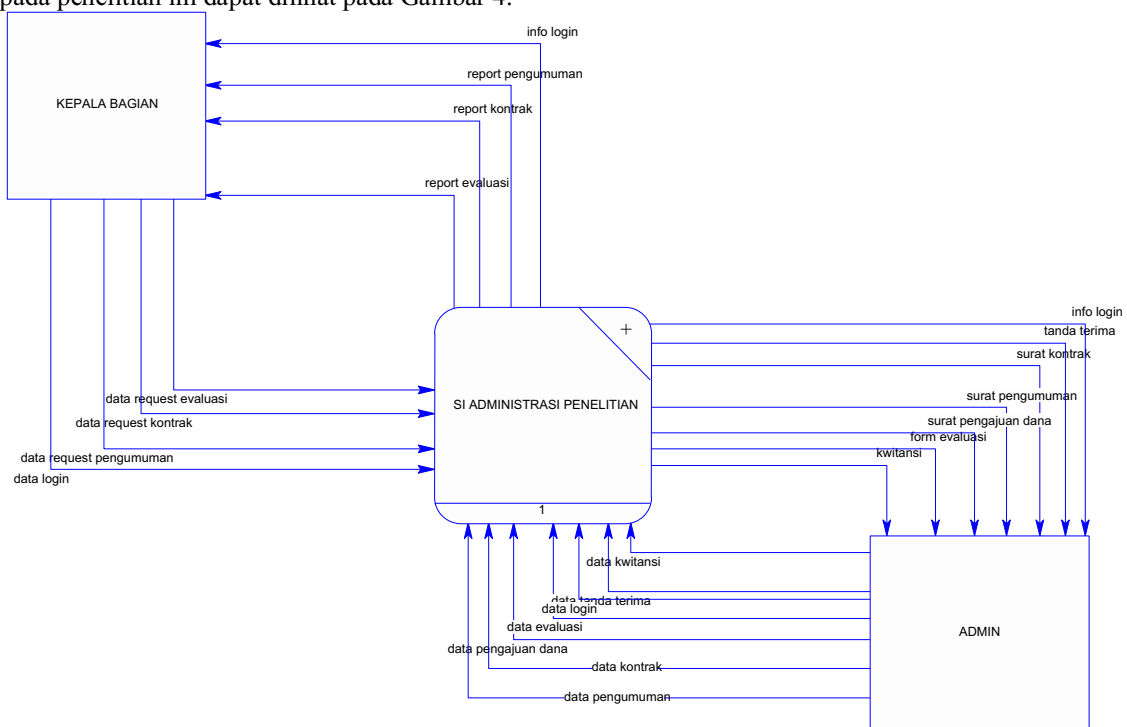 pada penelitian ini dapat dilihat pada Gambar 4.
info login
report pengumuman
KEPALA BAGIAN
report kontrak
report evaluasi
info login
tanda terima
surat kontrak
surat pengumuman
surat pengajuan dana
form evaluasi
kwitansi
SI ADMINISTRASI PENELITIAN
1
data request evaluasi
data request kontrak
data request pengumuman
data login
data kwitansi
data tanda terima
data login
data evaluasi
data pengajuan dana
data kontrak
data pengumuman
ADMIN